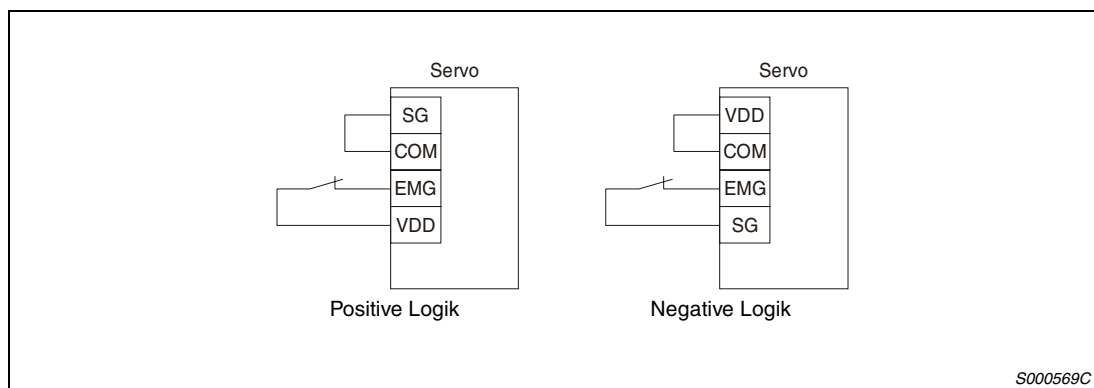 Servo
SG
COM
EMG
VDD
Positive Logik
Servo
VDD
COM
EMG
SG
Negative Logik
S000569C